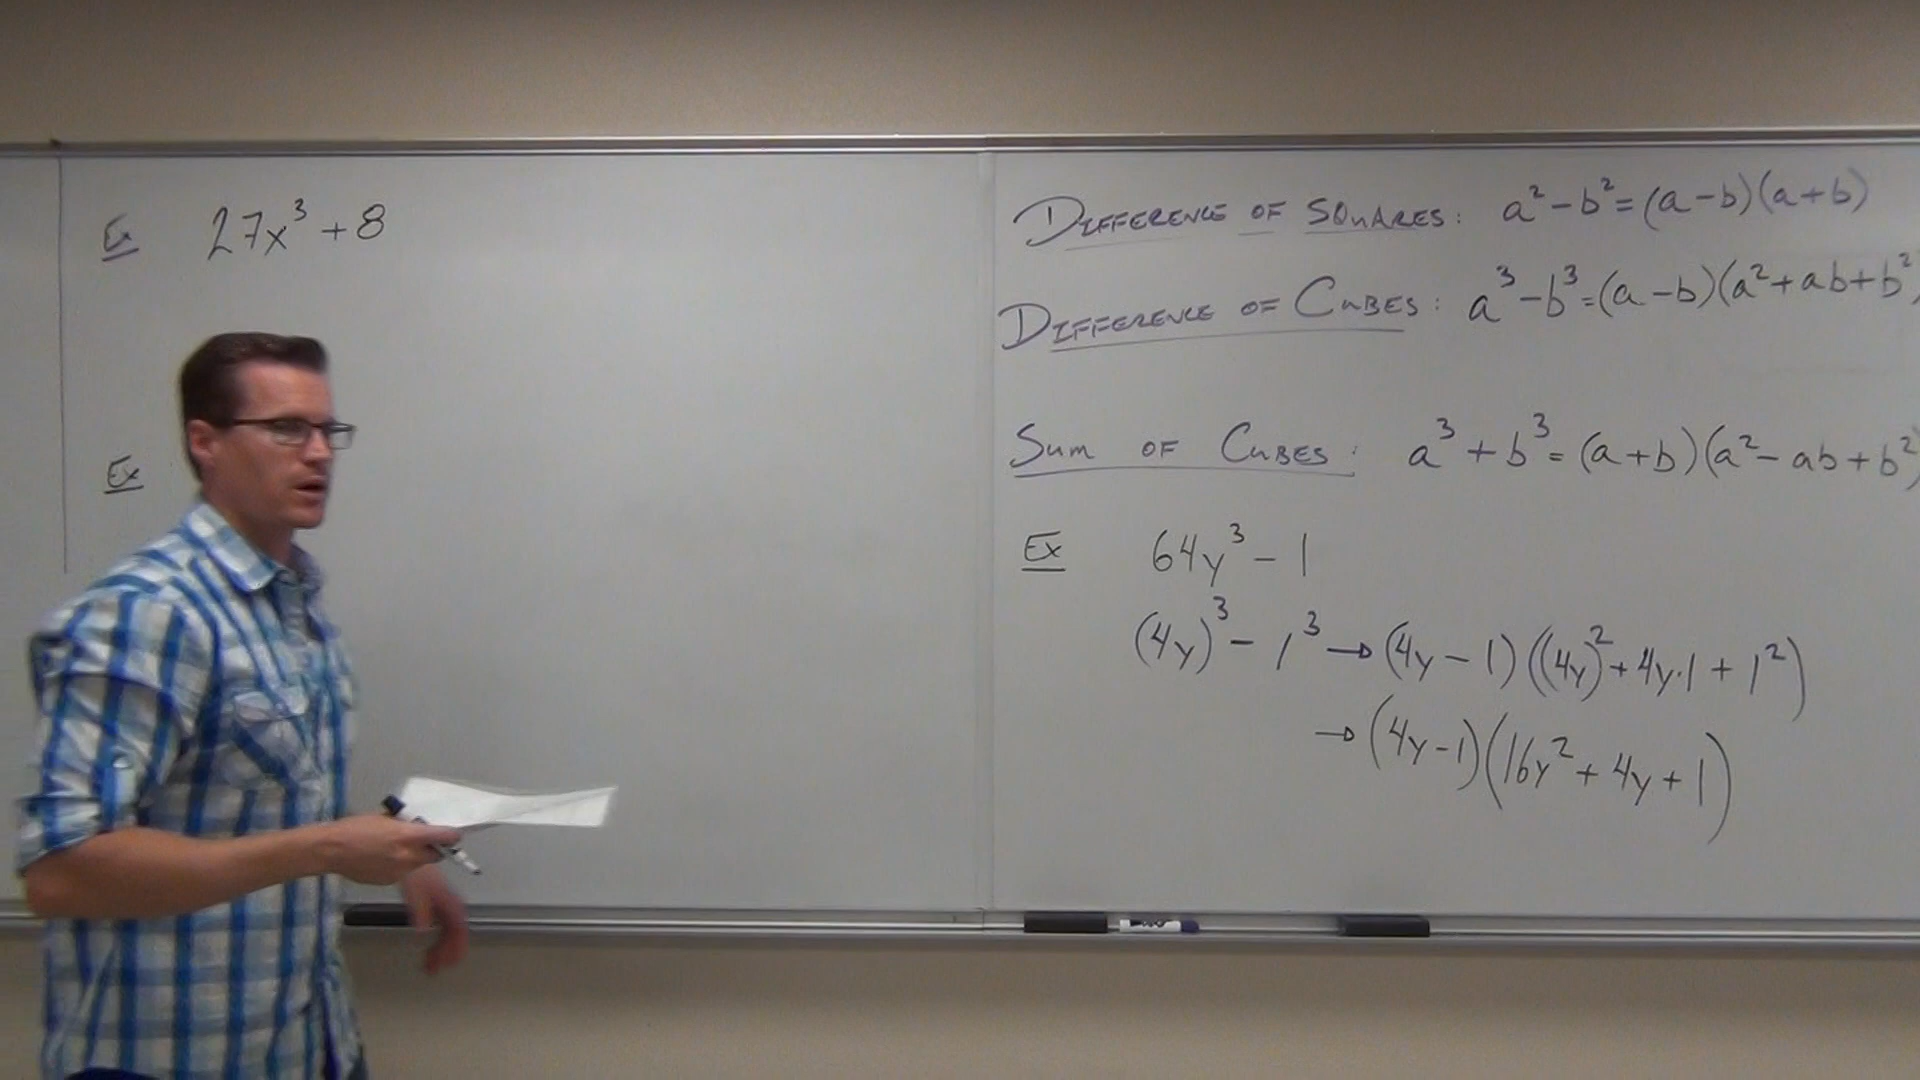 Ex 27x³ + 8
Ex
DIFFERENCE OF SQUARES: a² - b² = (a - b)(a + b)
DIFFERENCE OF CUBES: a³ - b³ = (a - b)(a² + ab + b²)
SUM OF CUBES: a³ + b³ = (a + b)(a² - ab + b²)
Ex 64y³ - 1
(4y)³ - 1³ → (4y - 1)((4y)² + 4y·1 + 1²)
→ (4y - 1)(16y² + 4y + 1)